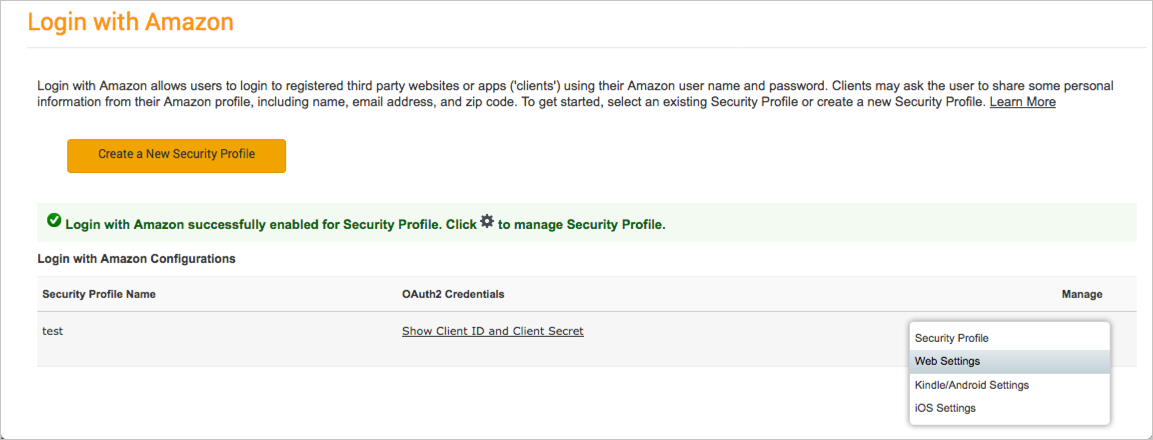 Login with Amazon
Login with Amazon allows users to login to registered third party websites or apps ('clients') using their Amazon user name and password. Clients may ask the user to share some personal
information from their Amazon profile, including name, email address, and zip code. To get started, select an existing Security Profile or create a new Security Profile. Learn More
Create a New Security Profile
Login with Amazon successfully enabled for Security Profile. Click to manage Security Profile.
Login with Amazon Configurations
Security Profile Name OAuth2 Credentials Manage
test Show Client ID and Client Secret
Security Profile
Web Settings
Kindle/Android Settings
iOS Settings